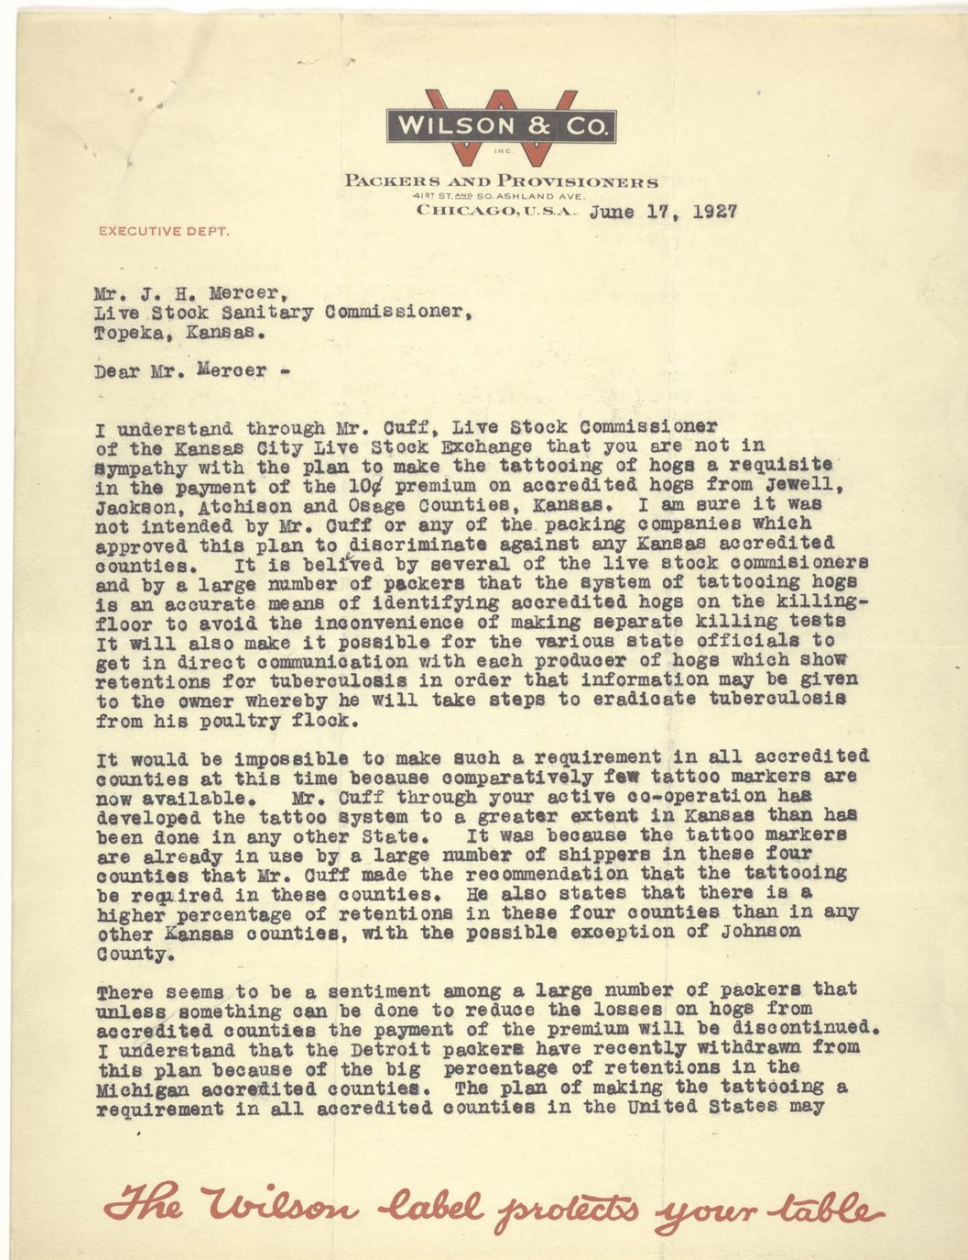 WILSON & CO.
INC.
PACKERS AND PROVISIONERS
41ST ST. AND SO. ASHLAND AVE.
CHICAGO, U.S.A. June 17, 1927
EXECUTIVE DEPT.
Mr. J. H. Mercer,
Live Stock Sanitary Commissioner,
Topeka, Kansas.
Dear Mr. Mercer -
I understand through Mr. Cuff, Live Stock Commissioner
of the Kansas City Live Stock Exchange that you are not in
sympathy with the plan to make the tattooing of hogs a requisite
in the payment of the 10¢ premium on accredited hogs from Jewell,
Jackson, Atchison and Osage Counties, Kansas. I am sure it was
not intended by Mr. Cuff or any of the packing companies which
approved this plan to discriminate against any Kansas accredited
counties. It is belived by several of the live stock commisioners
and by a large number of packers that the system of tattooing hogs
is an accurate means of identifying accredited hogs on the killing-
floor to avoid the inconvenience of making separate killing tests
It will also make it possible for the various state officials to
get in direct communication with each producer of hogs which show
retentions for tuberculosis in order that information may be given
to the owner whereby he will take steps to eradicate tuberculosis
from his poultry flock.
It would be impossible to make such a requirement in all accredited
counties at this time because comparatively few tattoo markers are
now available. Mr. Cuff through your active co-operation has
developed the tattoo system to a greater extent in Kansas than has
been done in any other State. It was because the tattoo markers
are already in use by a large number of shippers in these four
counties that Mr. Cuff made the recommendation that the tattooing
be required in these counties. He also states that there is a
higher percentage of retentions in these four counties than in any
other Kansas counties, with the possible exception of Johnson
County.
There seems to be a sentiment among a large number of packers that
unless something can be done to reduce the losses on hogs from
accredited counties the payment of the premium will be discontinued.
I understand that the Detroit packers have recently withdrawn from
this plan because of the big percentage of retentions in the
Michigan accredited counties. The plan of making the tattooing a
requirement in all accredited counties in the United States may
The Wilson label protects your table